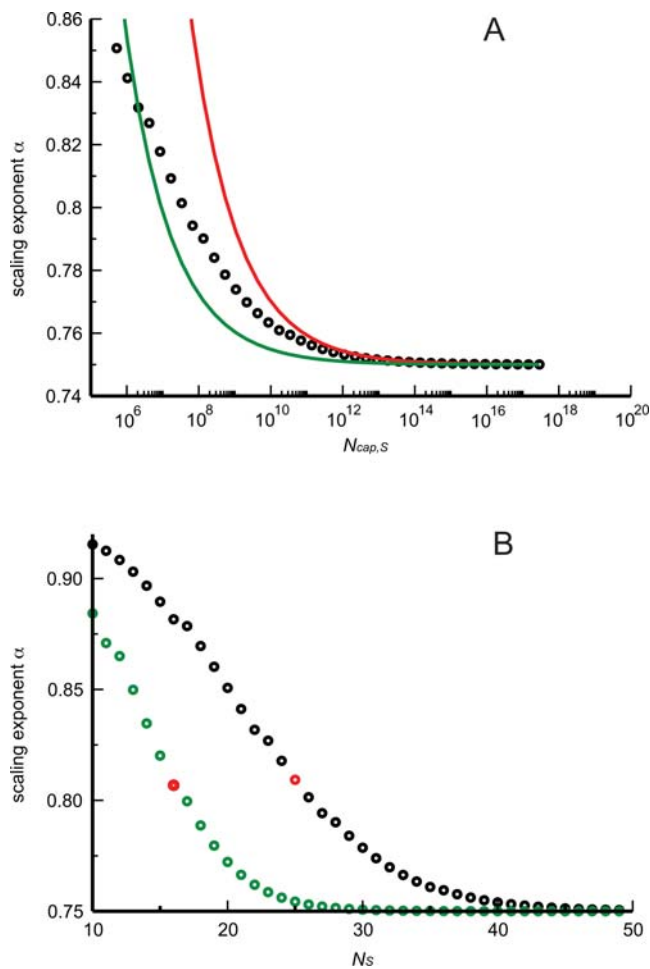 A
0.86
0.84
0.82
0.8
0.78
0.76
0.74
scaling exponent α
10^6 10^8 10^10 10^12 10^14 10^16 10^18 10^20
N_cap,S
B
0.90
0.85
0.80
0.75
scaling exponent α
10 20 30 40 50
N_S